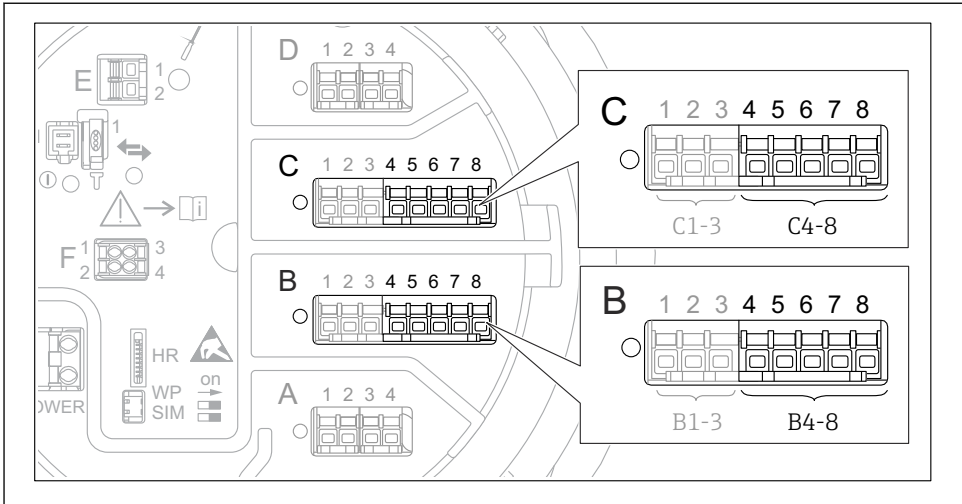 D 1 2 3 4
E 1
2
1
C 1 2 3 4 5 6 7 8
i
F 1 3
2 4
B 1 2 3 4 5 6 7 8
HR
WP
SIM
on
OWER
A 1 2 3 4
C 1 2 3 4 5 6 7 8
C1-3 C4-8
B 1 2 3 4 5 6 7 8
B1-3 B4-8